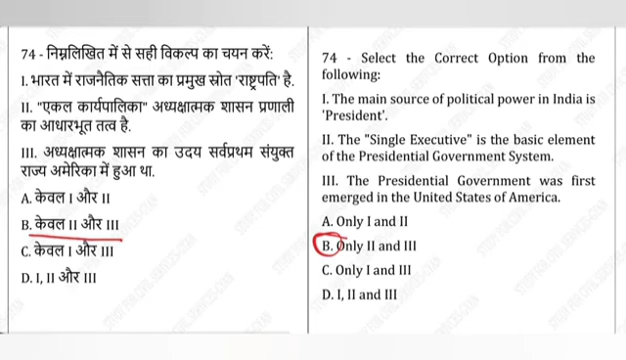 74 - निम्नलिखित में से सही विकल्प का चयन करें:
I. भारत में राजनैतिक सत्ता का प्रमुख स्रोत 'राष्ट्रपति' है.
II. "एकल कार्यपालिका" अध्यक्षात्मक शासन प्रणाली
का आधारभूत तत्व है.
III. अध्यक्षात्मक शासन का उदय सर्वप्रथम संयुक्त
राज्य अमेरिका में हुआ था.
A. केवल I और II
B. केवल II और III
C. केवल I और III
D. I, II और III
74 - Select the Correct Option from the
following:
I. The main source of political power in India is
'President'.
II. The "Single Executive" is the basic element
of the Presidential Government System.
III. The Presidential Government was first
emerged in the United States of America.
A. Only I and II
B. Only II and III
C. Only I and III
D. I, II and III